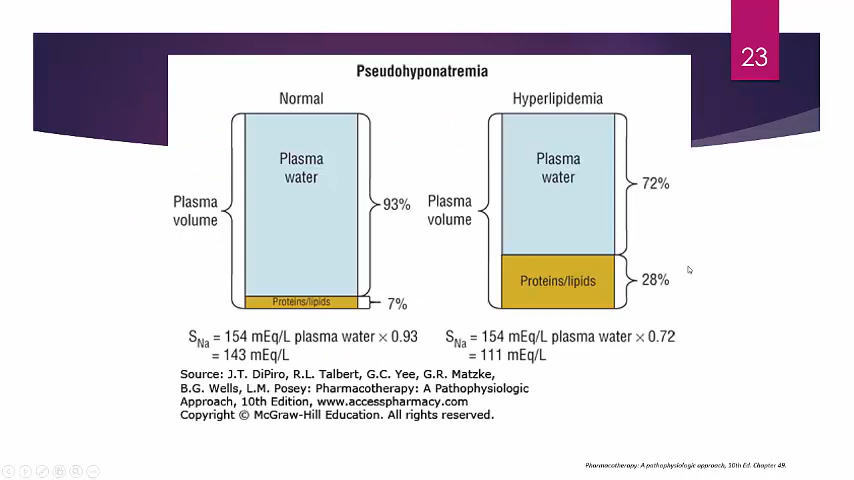 23
Pseudohyponatremia
Normal
Hyperlipidemia
Plasma
water
Plasma
volume
93%
Proteins/lipids
7%
Plasma
water
Plasma
volume
72%
Proteins/lipids
28%
SNa = 154 mEq/L plasma water × 0.93
= 143 mEq/L
SNa = 154 mEq/L plasma water × 0.72
= 111 mEq/L
Source: J.T. DiPiro, R.L. Talbert, G.C. Yee, G.R. Matzke,
B.G. Wells, L.M. Posey: Pharmacotherapy: A Pathophysiologic
Approach, 10th Edition, www.accesspharmacy.com
Copyright © McGraw-Hill Education. All rights reserved.
Pharmacotherapy: A pathophysiologic approach, 10th Ed. Chapter 49.